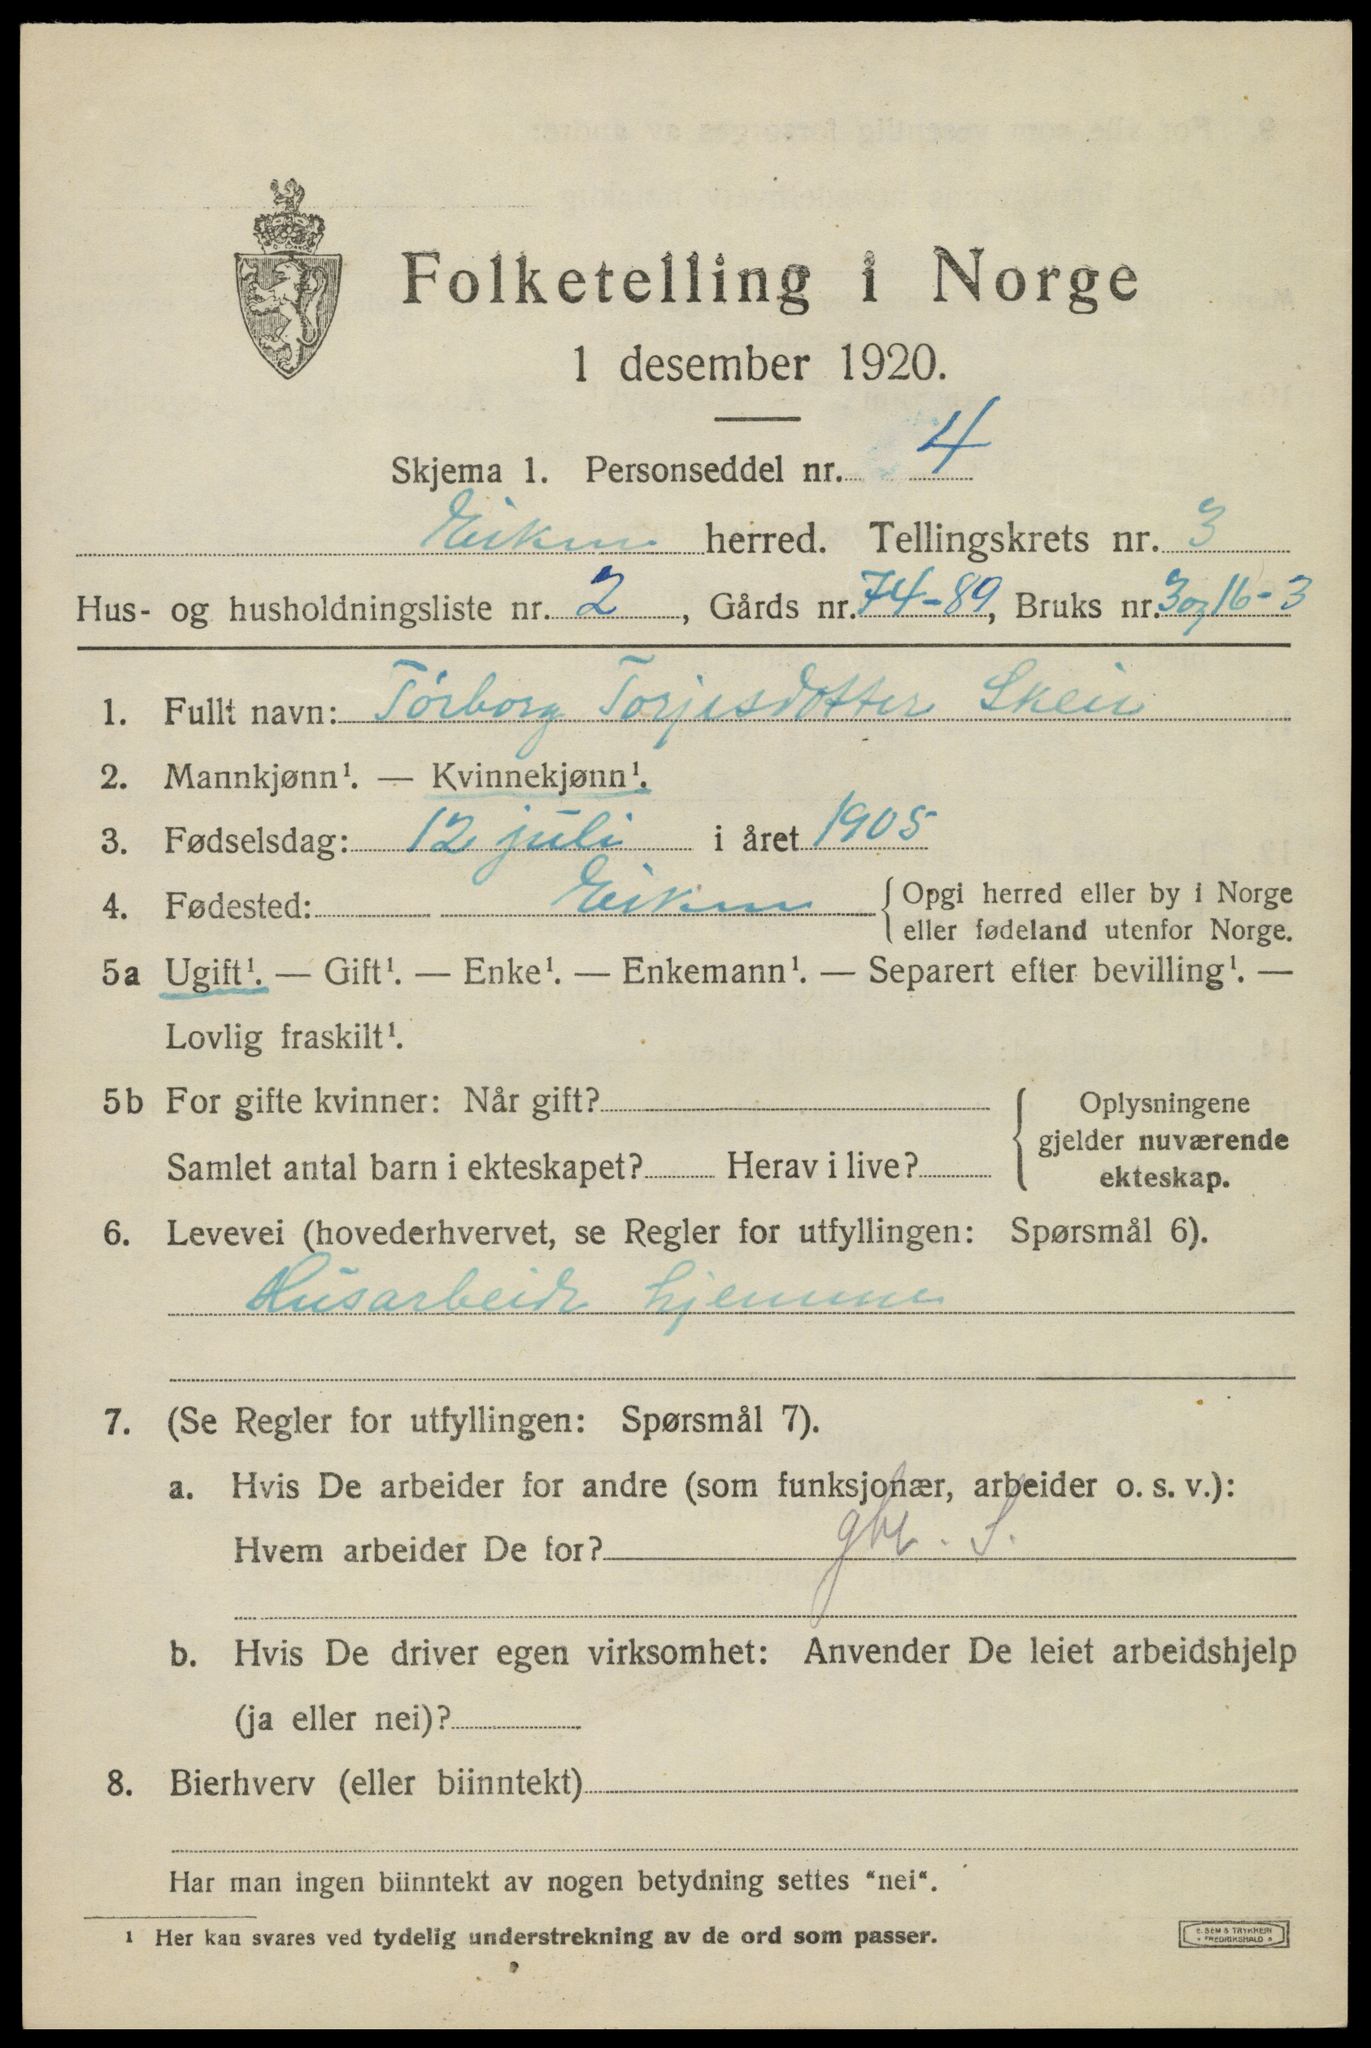 Folketelling i Norge
1 desember 1920.
Skjema 1. Personseddel nr. 4
Eiken herred. Tellingskrets nr. 3
Hus- og husholdningsliste nr. 2, Gårds nr. 74-89, Bruks nr. 3 og 16-3
1. Fullt navn: Tórborg Torjesdotter Skeie
2. Mannkjønn¹. — Kvinnekjønn¹.
3. Fødselsdag: 12 juli i året 1905
4. Fødested: Eiken {Opgi herred eller by i Norge
eller fødeland utenfor Norge.
5a Ugift¹. — Gift¹. — Enke¹. — Enkemann¹. — Separert efter bevilling¹. —
Lovlig fraskilt¹.
5b For gifte kvinner: Når gift?
Samlet antal barn i ekteskapet? Herav i live?
Oplysningene
gjelder nuværende
ekteskap.
6. Levevei (hovederhvervet, se Regler for utfyllingen: Spørsmål 6).
Husarbeide hjemme
7. (Se Regler for utfyllingen: Spørsmål 7).
a. Hvis De arbeider for andre (som funksjonær, arbeider o. s. v.):
Hvem arbeider De for? S.
b. Hvis De driver egen virksomhet: Anvender De leiet arbeidshjelp
(ja eller nei)?
8. Bierhverv (eller biinntekt)
Har man ingen biinntekt av nogen betydning settes "nei".
¹ Her kan svares ved tydelig understrekning av de ord som passer.
E. SEM S TRYKKERI
FREDRIKSHALD